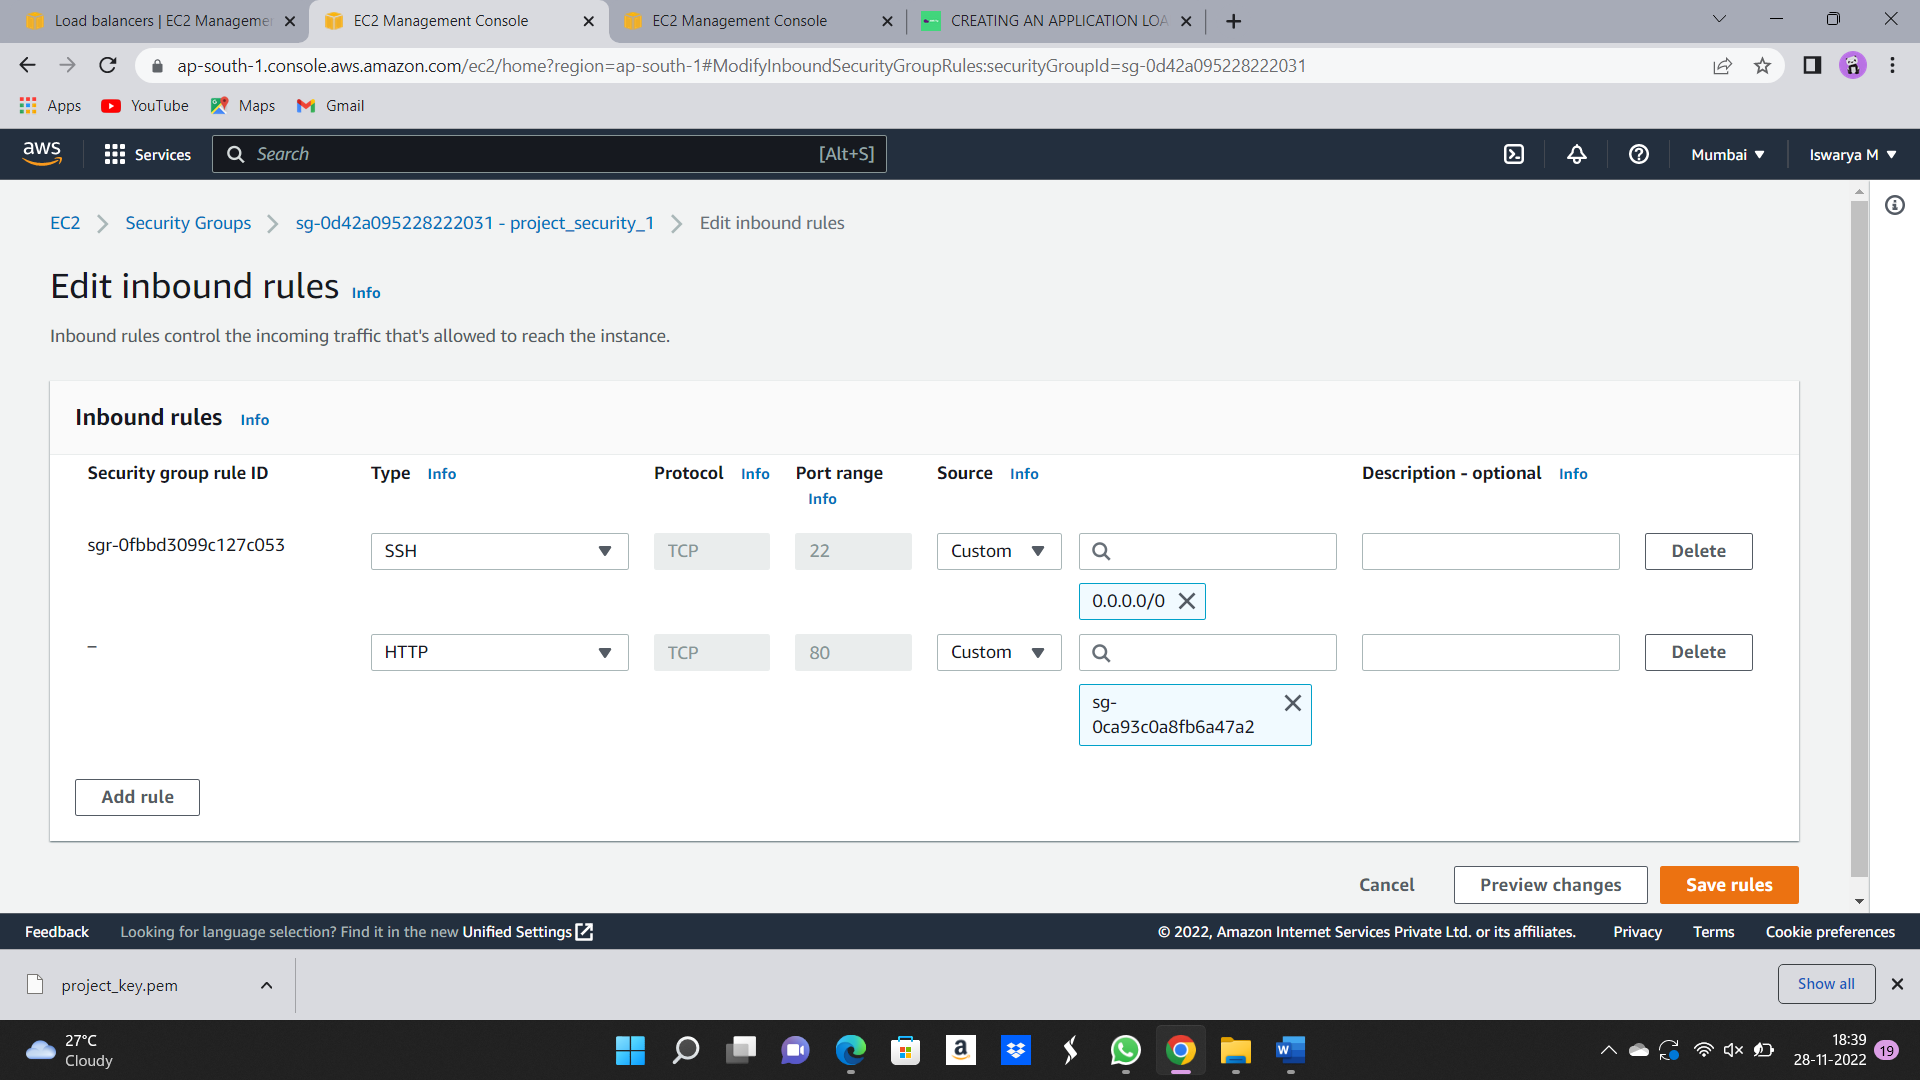 Load balancers | EC2 Manageme
EC2 Management Console
EC2 Management Console
CREATING AN APPLICATION LOA
ap-south-1.console.aws.amazon.com/ec2/home?region=ap-south-1#ModifyInboundSecurityGroupRules:securityGroupId=sg-0d42a095228222031
Apps YouTube Maps Gmail
aws Services Search [Alt+S] Mumbai Iswarya M
EC2 Security Groups sg-0d42a095228222031 - project_security_1 Edit inbound rules
Edit inbound rules Info
Inbound rules control the incoming traffic that's allowed to reach the instance.
Inbound rules Info
Security group rule ID Type Info Protocol Info Port range Info Source Info Description - optional Info
sgr-0fbbd3099c127c053 SSH TCP 22 Custom Delete
0.0.0.0/0
– HTTP TCP 80 Custom Delete
sg-
0ca93c0a8fb6a47a2
Add rule
Cancel Preview changes Save rules
Feedback Looking for language selection? Find it in the new Unified Settings © 2022, Amazon Internet Services Private Ltd. or its affiliates. Privacy Terms Cookie preferences
project_key.pem Show all
27°C
Cloudy
18:39
28-11-2022
19